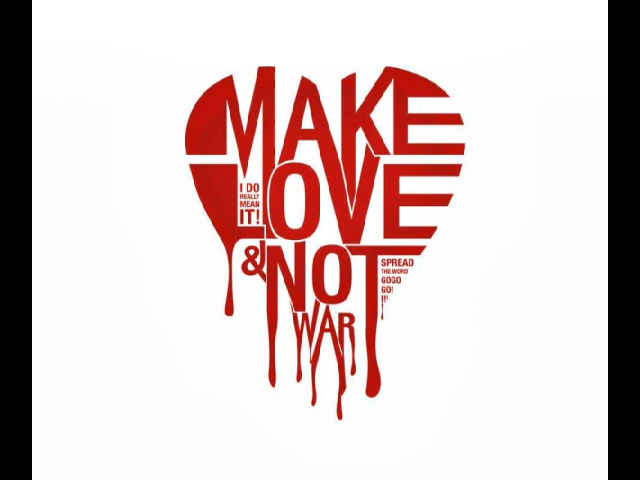 MAKE
LOVE
I DO
REALLY
MEAN
IT!
& NOT
WAR
SPREAD
THE WORD
GOGO
GO!
!!!